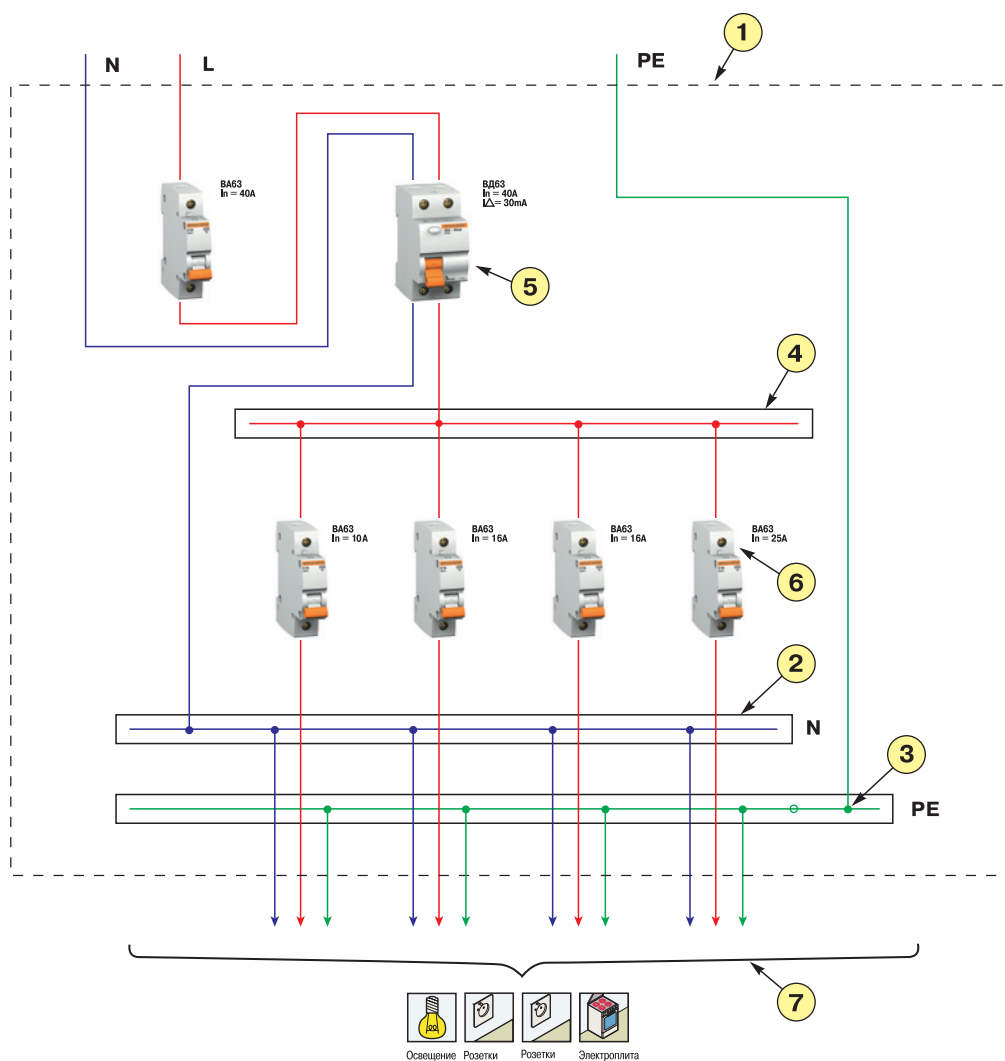 1
N
L
PE
ВА63
In = 40A
ВД63
In = 40A
I△= 30mA
5
4
ВА63
In = 10A
ВА63
In = 16A
ВА63
In = 16A
ВА63
In = 25A
6
2
N
3
PE
7
Освещение
Розетки
Розетки
Электроплита